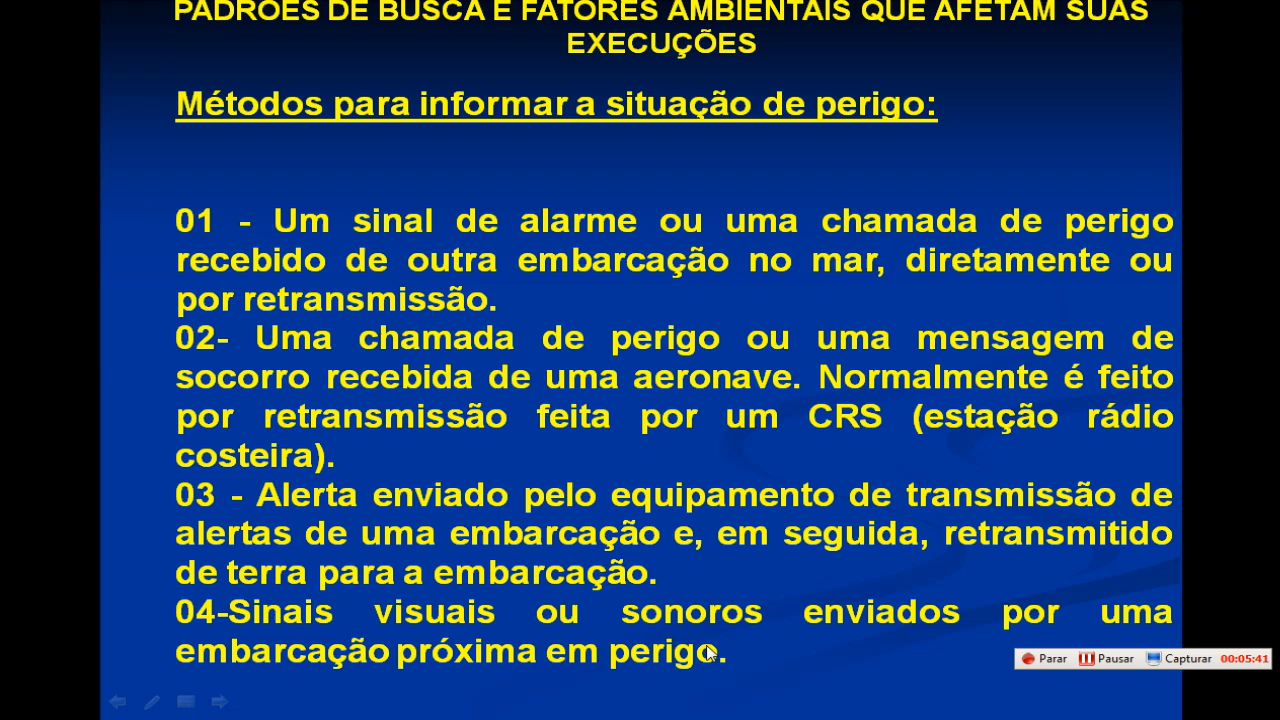 PADRÕES DE BUSCA E FATORES AMBIENTAIS QUE AFETAM SUAS
EXECUÇÕES
Métodos para informar a situação de perigo:
01 - Um sinal de alarme ou uma chamada de perigo
recebido de outra embarcação no mar, diretamente ou
por retransmissão.
02- Uma chamada de perigo ou uma mensagem de
socorro recebida de uma aeronave. Normalmente é feito
por retransmissão feita por um CRS (estação rádio
costeira).
03 - Alerta enviado pelo equipamento de transmissão de
alertas de uma embarcação e, em seguida, retransmitido
de terra para a embarcação.
04-Sinais visuais ou sonoros enviados por uma
embarcação próxima em perigo.
Parar Pausar Capturar 00:05:41